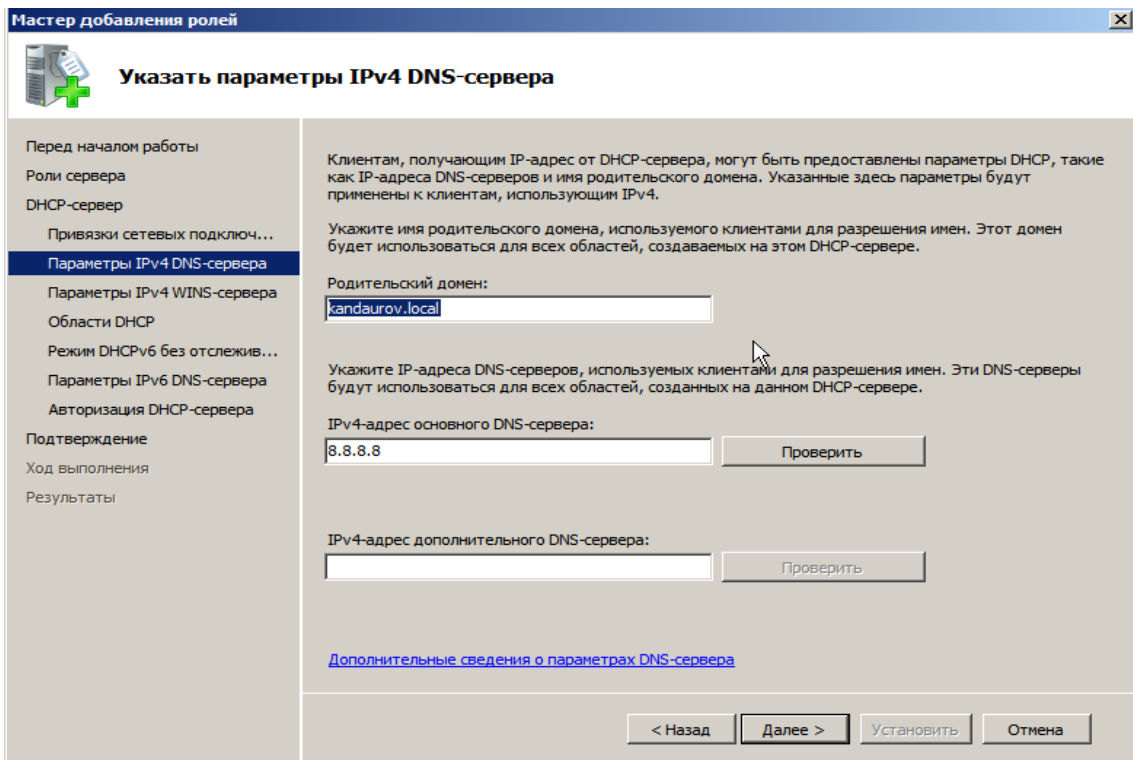 Мастер добавления ролей
Указать параметры IPv4 DNS-сервера
Перед началом работы
Роли сервера
DHCP-сервер
Привязки сетевых подключ...
Параметры IPv4 DNS-сервера
Параметры IPv4 WINS-сервера
Области DHCP
Режим DHCPv6 без отслежив...
Параметры IPv6 DNS-сервера
Авторизация DHCP-сервера
Подтверждение
Ход выполнения
Результаты
Клиентам, получающим IP-адрес от DHCP-сервера, могут быть предоставлены параметры DHCP, такие
как IP-адреса DNS-серверов и имя родительского домена. Указанные здесь параметры будут
применены к клиентам, использующим IPv4.
Укажите имя родительского домена, используемого клиентами для разрешения имен. Этот домен
будет использоваться для всех областей, создаваемых на этом DHCP-сервере.
Родительский домен:
kandaurov.local
Укажите IP-адреса DNS-серверов, используемых клиентами для разрешения имен. Эти DNS-серверы
будут использоваться для всех областей, созданных на данном DHCP-сервере.
IPv4-адрес основного DNS-сервера:
8.8.8.8
Проверить
IPv4-адрес дополнительного DNS-сервера:
Проверить
Дополнительные сведения о параметрах DNS-сервера
< Назад
Далее >
Установить
Отмена